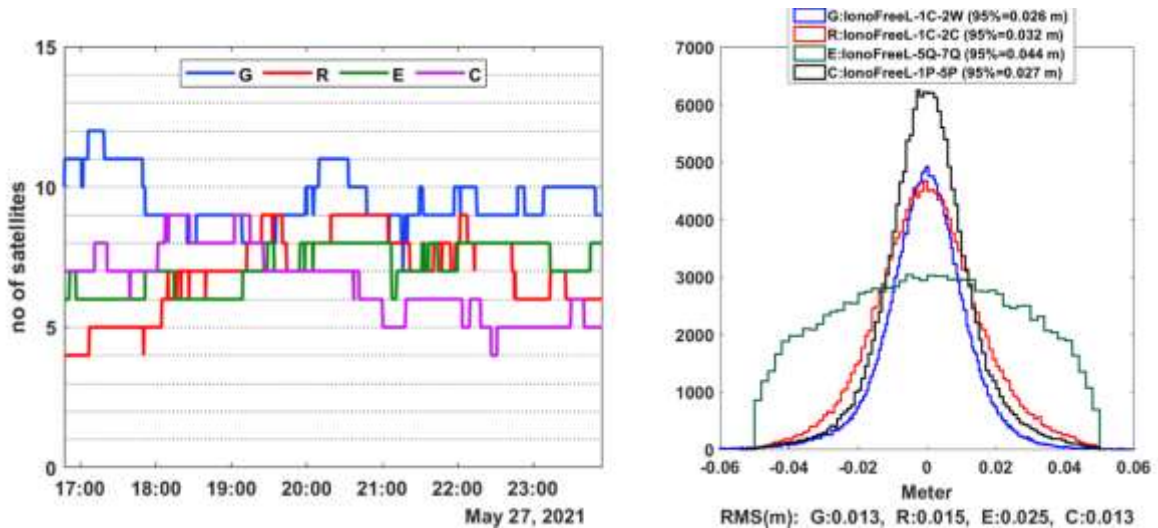 15
10
5
0
no of satellites
G R E C
17:00 18:00 19:00 20:00 21:00 22:00 23:00
May 27, 2021
G:IonoFreeL-1C-2W (95%=0.026 m)
R:IonoFreeL-1C-2C (95%=0.032 m)
E:IonoFreeL-5Q-7Q (95%=0.044 m)
C:IonoFreeL-1P-5P (95%=0.027 m)
7000
6000
5000
4000
3000
2000
1000
0
-0.06 -0.04 -0.02 0 0.02 0.04 0.06
Meter
RMS(m): G:0.013, R:0.015, E:0.025, C:0.013